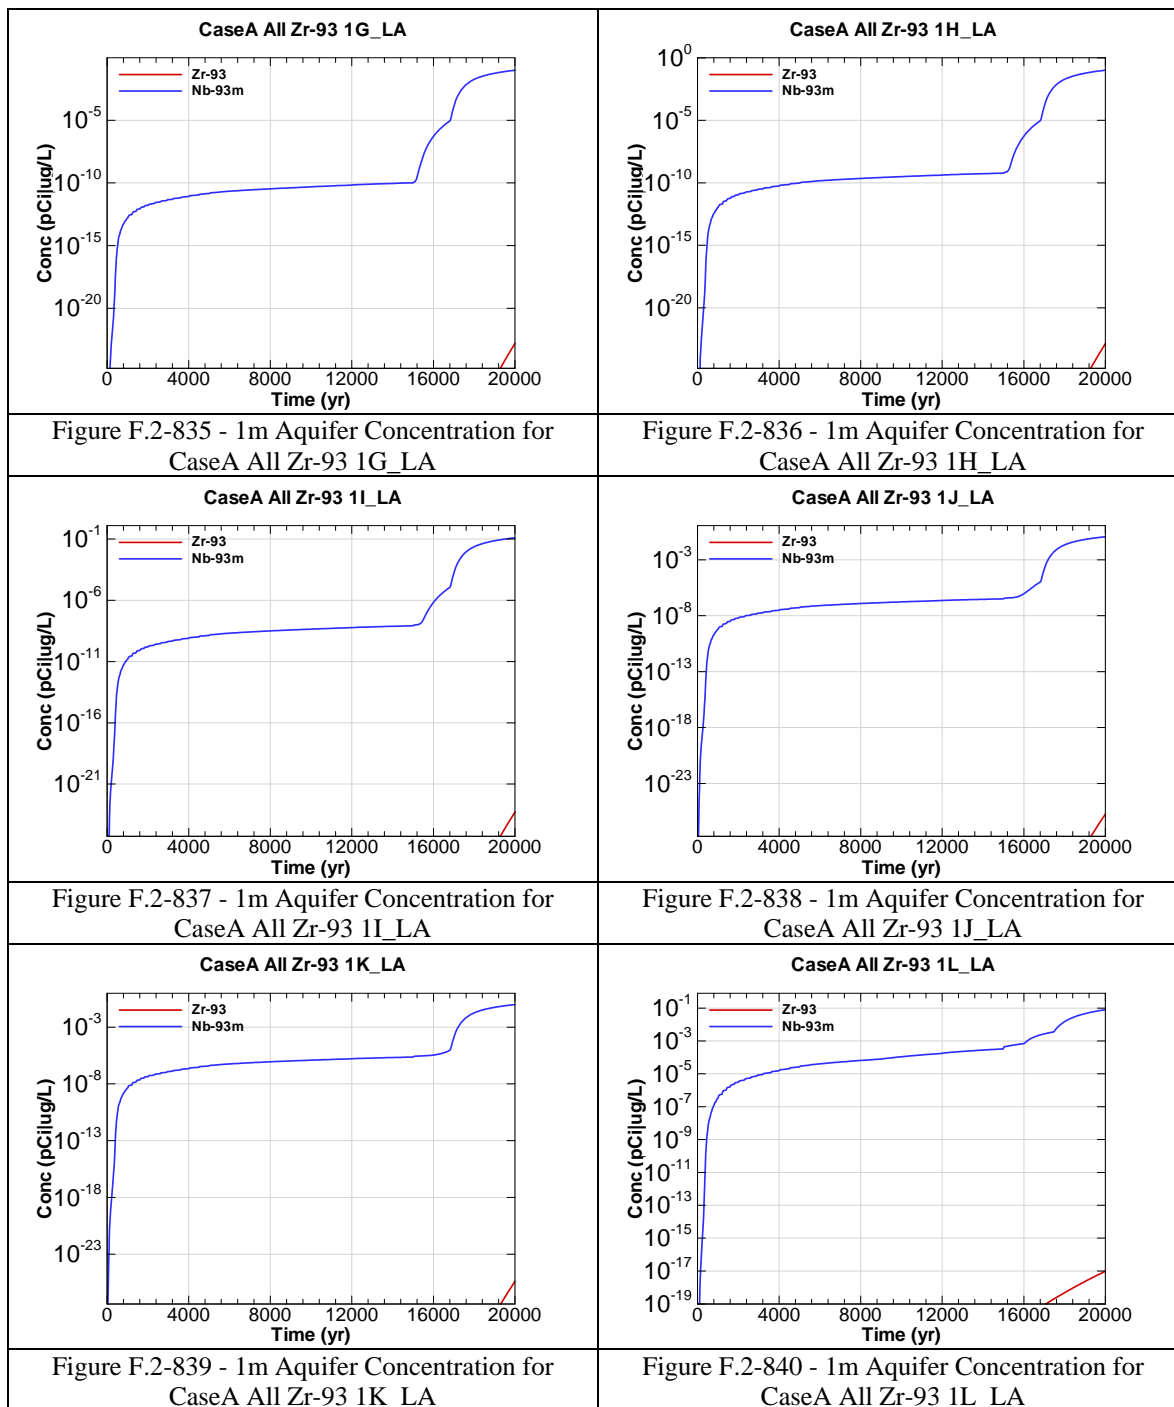 CaseA All Zr-93 1G_LA
Zr-93
Nb-93m
Conc (pCi|ug/L)
10^-5
10^-10
10^-15
10^-20
0 4000 8000 12000 16000 20000
Time (yr)
Figure F.2-835 - 1m Aquifer Concentration for
CaseA All Zr-93 1G_LA
CaseA All Zr-93 1H_LA
Zr-93
Nb-93m
Conc (pCi|ug/L)
10^0
10^-5
10^-10
10^-15
10^-20
0 4000 8000 12000 16000 20000
Time (yr)
Figure F.2-836 - 1m Aquifer Concentration for
CaseA All Zr-93 1H_LA
CaseA All Zr-93 1I_LA
Zr-93
Nb-93m
Conc (pCi|ug/L)
10^-1
10^-6
10^-11
10^-16
10^-21
0 4000 8000 12000 16000 20000
Time (yr)
Figure F.2-837 - 1m Aquifer Concentration for
CaseA All Zr-93 1I_LA
CaseA All Zr-93 1J_LA
Zr-93
Nb-93m
Conc (pCi|ug/L)
10^-3
10^-8
10^-13
10^-18
10^-23
0 4000 8000 12000 16000 20000
Time (yr)
Figure F.2-838 - 1m Aquifer Concentration for
CaseA All Zr-93 1J_LA
CaseA All Zr-93 1K_LA
Zr-93
Nb-93m
Conc (pCi|ug/L)
10^-3
10^-8
10^-13
10^-18
10^-23
0 4000 8000 12000 16000 20000
Time (yr)
Figure F.2-839 - 1m Aquifer Concentration for
CaseA All Zr-93 1K_LA
CaseA All Zr-93 1L_LA
Zr-93
Nb-93m
Conc (pCi|ug/L)
10^-1
10^-3
10^-5
10^-7
10^-9
10^-11
10^-13
10^-15
10^-17
10^-19
0 4000 8000 12000 16000 20000
Time (yr)
Figure F.2-840 - 1m Aquifer Concentration for
CaseA All Zr-93 1L_LA